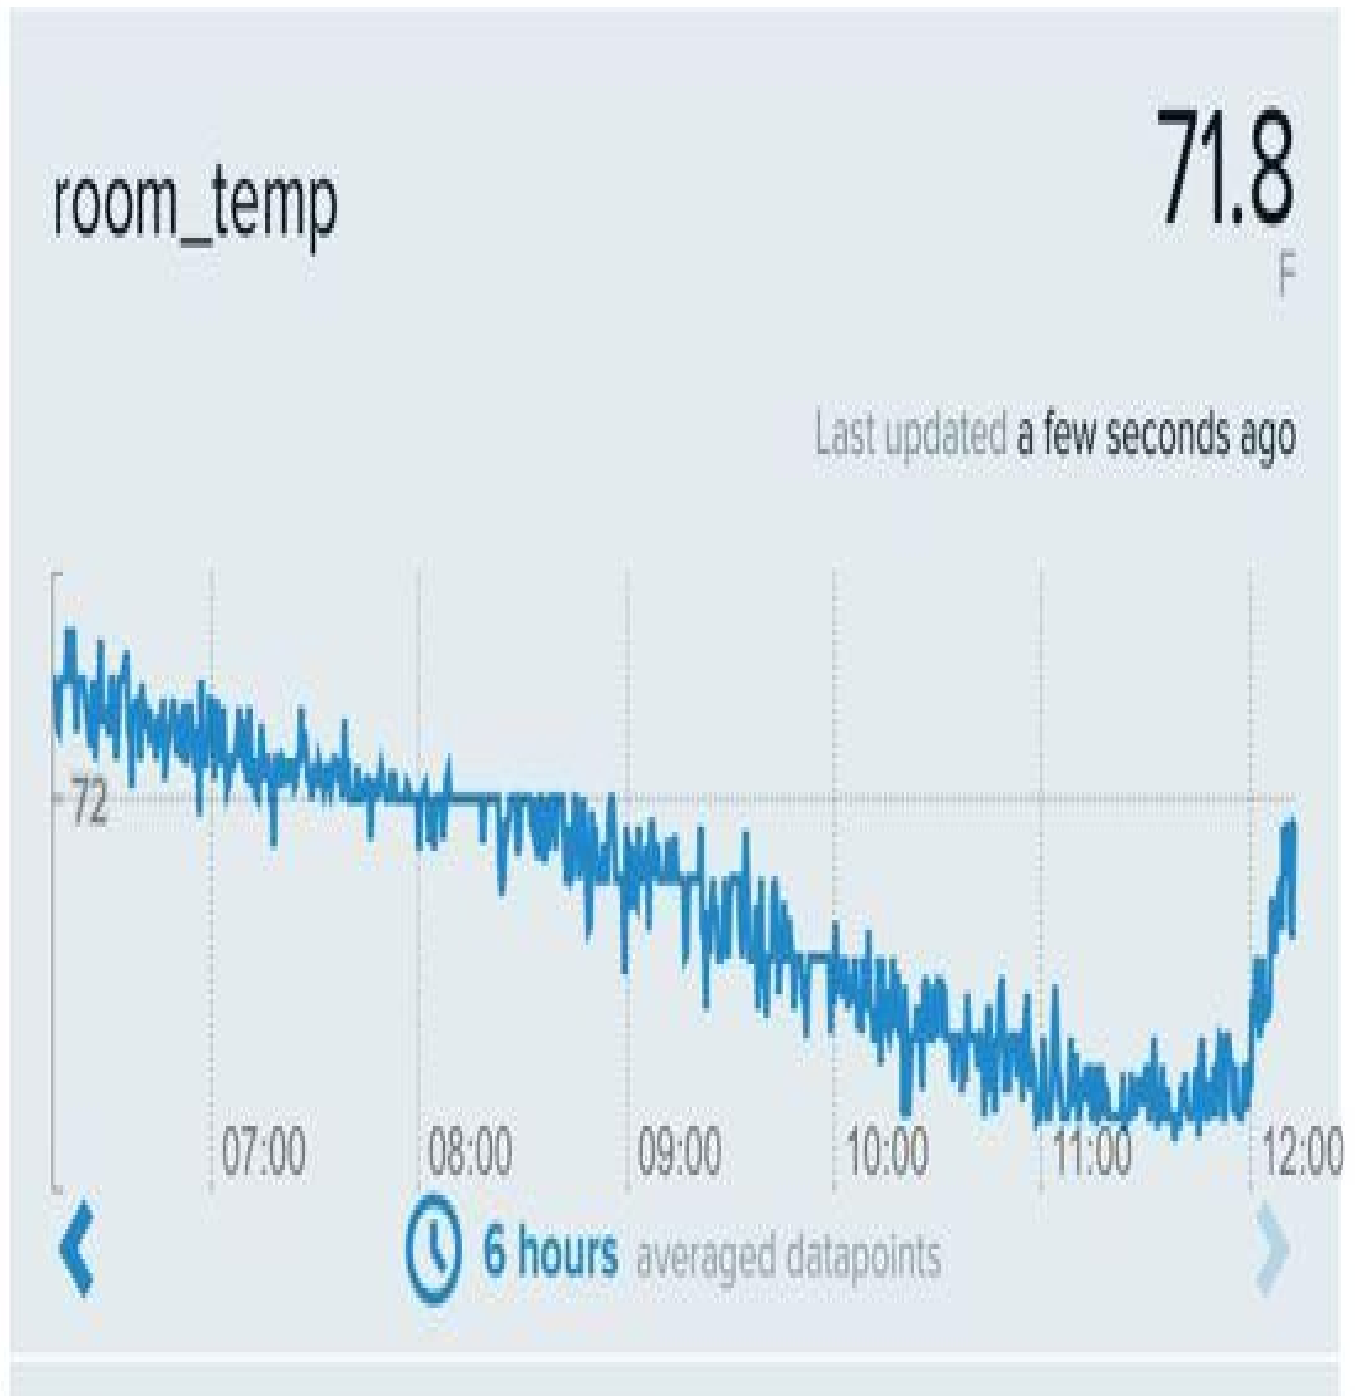 71.8
room_temp
F
Last updated a few seconds ago
72
07:00 08:00 09:00 10:00 11:00 12:00
6 hours averaged datapoints